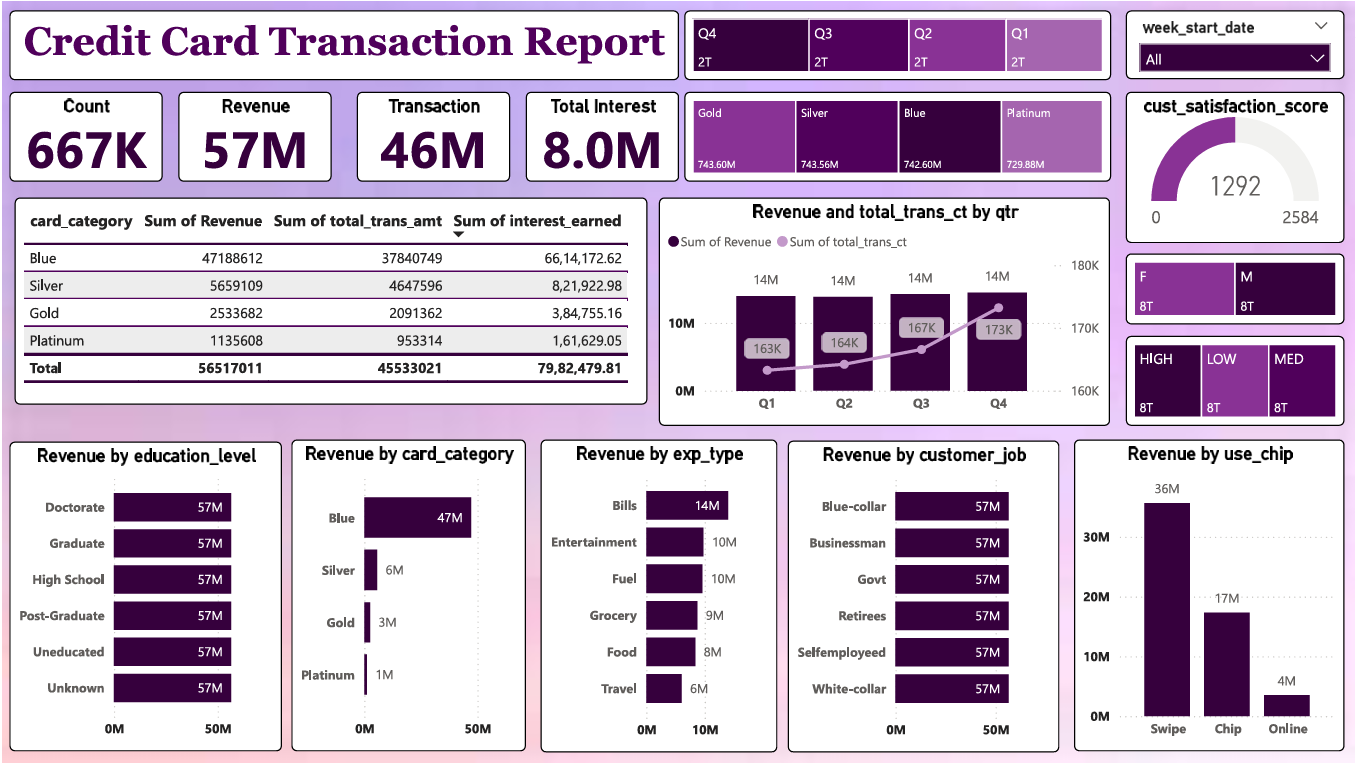 Credit Card Transaction Report
Q4
2T
Q3
2T
Q2
2T
Q1
2T
week_start_date
All
Count
667K
Revenue
57M
Transaction
46M
Total Interest
8.0M
Gold
743.60M
Silver
743.56M
Blue
742.60M
Platinum
729.88M
cust_satisfaction_score
1292
0 2584
card_category Sum of Revenue Sum of total_trans_amt Sum of interest_earned
Blue 47188612 37840749 66,14,172.62
Silver 5659109 4647596 8,21,922.98
Gold 2533682 2091362 3,84,755.16
Platinum 1135608 953314 1,61,629.05
Total 56517011 45533021 79,82,479.81
Revenue and total_trans_ct by qtr
Sum of Revenue Sum of total_trans_ct
180K
14M 14M 14M 14M
10M 170K
163K 164K 167K 173K
0M 160K
Q1 Q2 Q3 Q4
F
8T
M
8T
HIGH
8T
LOW
8T
MED
8T
Revenue by education_level
Doctorate 57M
Graduate 57M
High School 57M
Post-Graduate 57M
Uneducated 57M
Unknown 57M
0M 50M
Revenue by card_category
Blue 47M
Silver 6M
Gold 3M
Platinum 1M
0M 50M
Revenue by exp_type
Bills 14M
Entertainment 10M
Fuel 10M
Grocery 9M
Food 8M
Travel 6M
0M 10M
Revenue by customer_job
Blue-collar 57M
Businessman 57M
Govt 57M
Retirees 57M
Selfemployeed 57M
White-collar 57M
0M 50M
Revenue by use_chip
36M
30M
20M
17M
10M
4M
0M
Swipe Chip Online